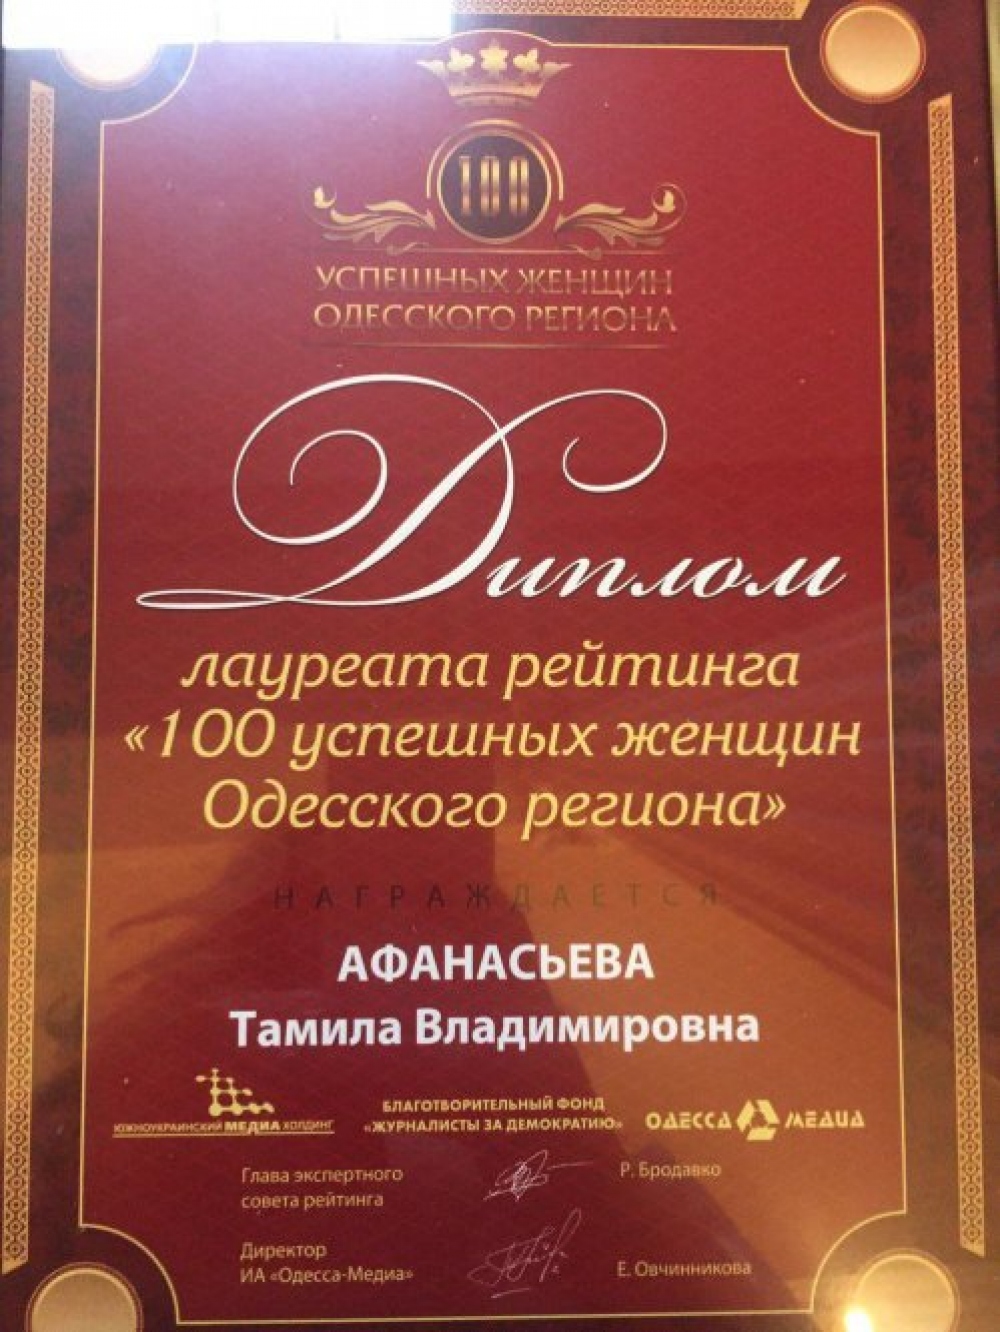 100
УСПЕШНЫХ ЖЕНЩИН
ОДЕССКОГО РЕГИОНА
Диплом
лауреата рейтинга
«100 успешных женщин
Одесского региона»
НАГРАЖДАЕТСЯ
АФАНАСЬЕВА
Тамила Владимировна
ЮЖНОУКРАИНСКИЙ МЕДИА ХОЛДИНГ
БЛАГОТВОРИТЕЛЬНЫЙ ФОНД
«ЖУРНАЛИСТЫ ЗА ДЕМОКРАТИЮ»
ОДЕССА МЕДИА
Глава экспертного
совета рейтинга
Р. Бродавко
Директор
ИА «Одесса-Медиа»
Е. Овчинникова